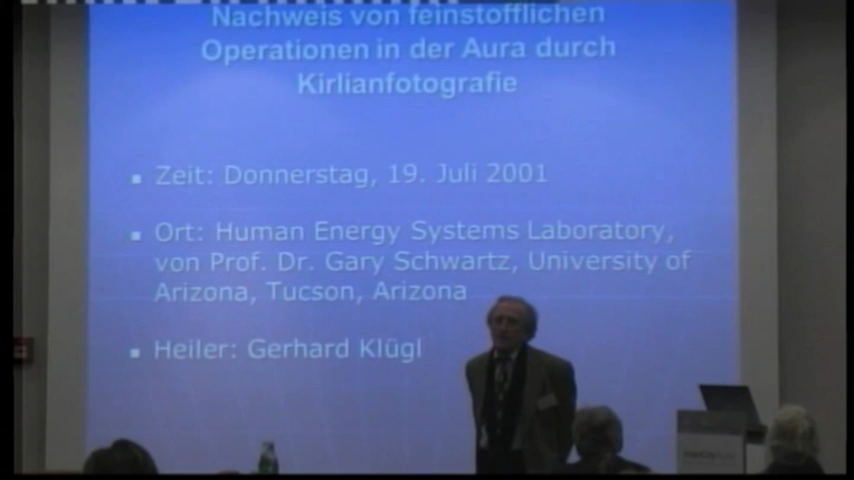 Nachweis von feinstofflichen
Operationen in der Aura durch
Kirlianfotografie
▪ Zeit: Donnerstag, 19. Juli 2001
▪ Ort: Human Energy Systems Laboratory,
von Prof. Dr. Gary Schwartz, University of
Arizona, Tucson, Arizona
▪ Heiler: Gerhard Klügl